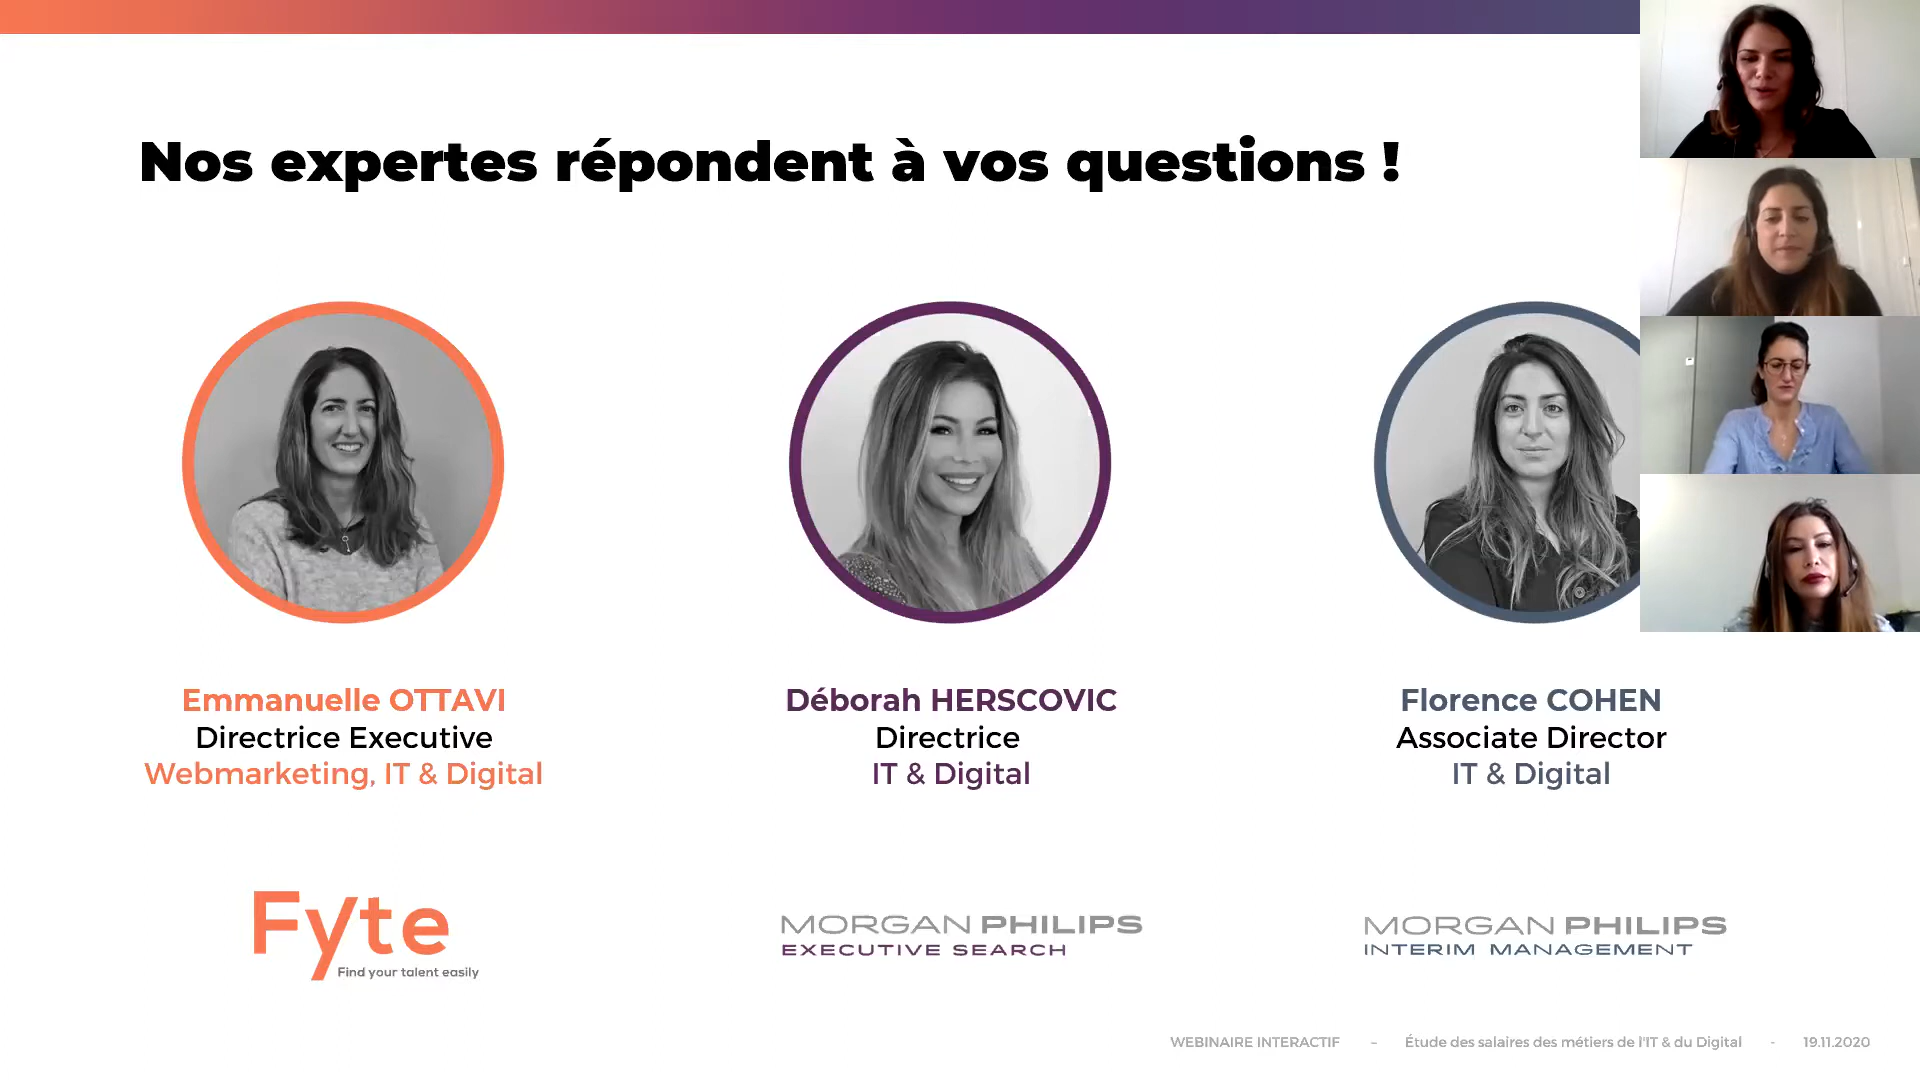 Nos expertes répondent à vos questions !
Emmanuelle OTTAVI
Directrice Executive
Webmarketing, IT & Digital
Déborah HERSCOVIC
Directrice
IT & Digital
Florence COHEN
Associate Director
IT & Digital
Fyte
Find your talent easily
MORGAN PHILIPS
EXECUTIVE SEARCH
MORGAN PHILIPS
INTERIM MANAGEMENT
WEBINAIRE INTERACTIF - Étude des salaires des métiers de l'IT & du Digital - 19.11.2020